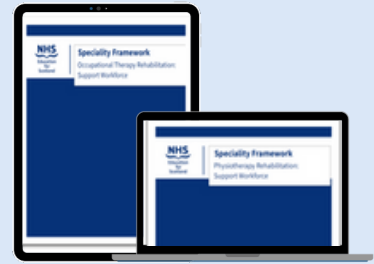 NHS
Education
for
Scotland
Speciality Framework
Occupational Therapy Rehabilitation:
Support Workforce
NHS
Education
for
Scotland
Speciality Framework
Physiotherapy Rehabilitation:
Support Workforce